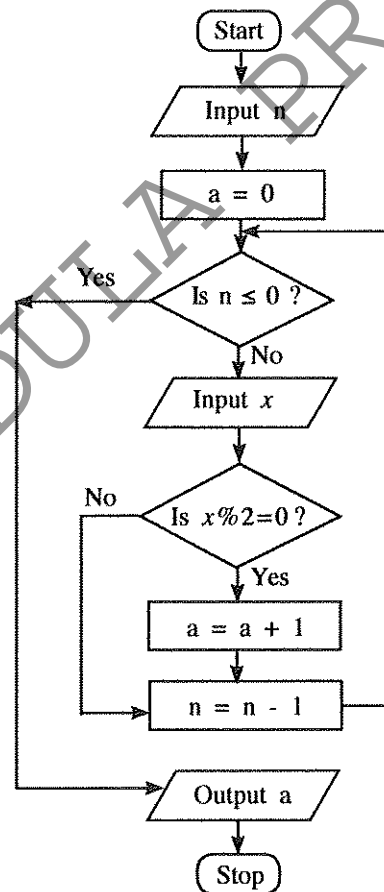 Start
Input n
a = 0
Is n ≤ 0 ?
Yes
No
Input x
Is x%2=0 ?
No
Yes
a = a + 1
n = n - 1
Output a
Stop